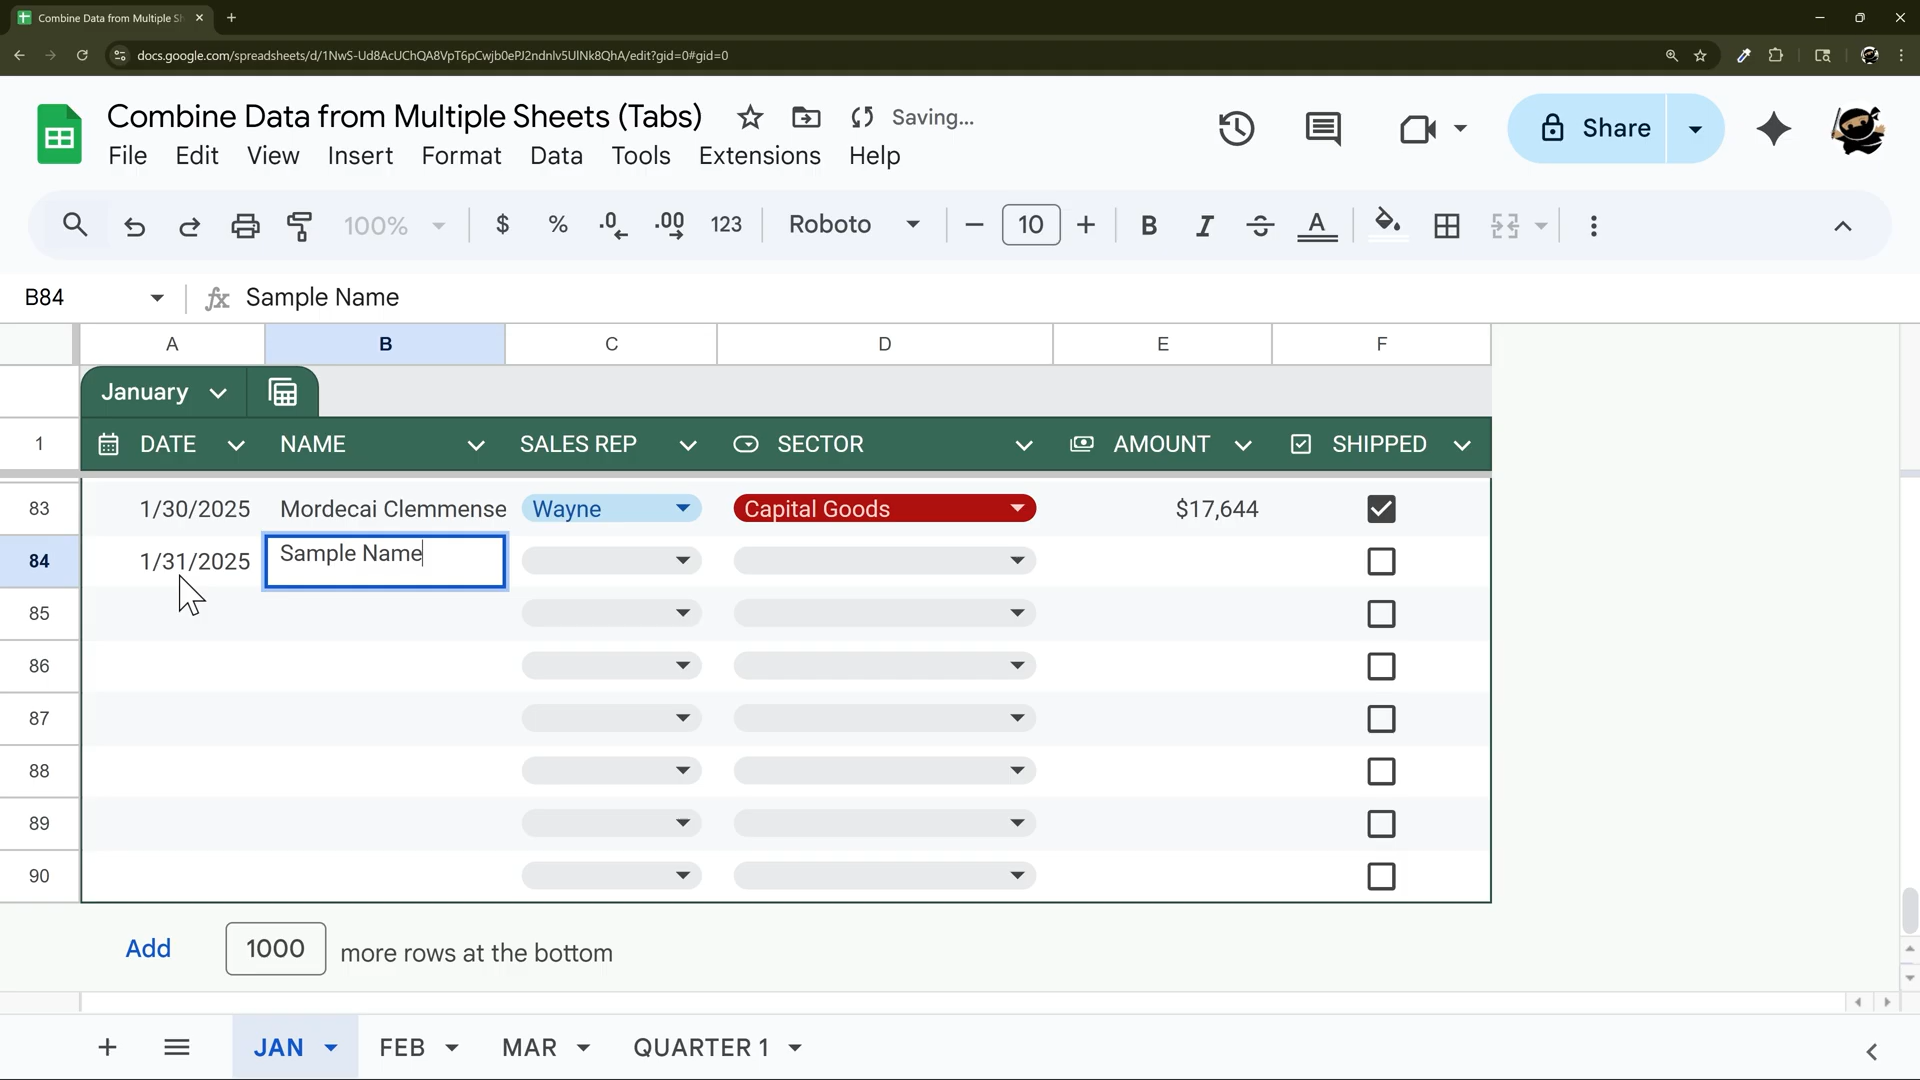 Combine Data from Multiple Sh
docs.google.com/spreadsheets/d/1NwS-Ud8AcUChQA8VpT6pCwjb0ePJ2ndnlv5UlNk8QhA/edit?gid=0#gid=0
Combine Data from Multiple Sheets (Tabs) Saving...
File Edit View Insert Format Data Tools Extensions Help
Share
100% $ % .0 .00 123 Roboto 10 B I S A
B84 fx Sample Name
A B C D E F
January
1 DATE NAME SALES REP SECTOR AMOUNT SHIPPED
83 1/30/2025 Mordecai Clemmense Wayne Capital Goods $17,644
84 1/31/2025 Sample Name
85
86
87
88
89
90
Add 1000 more rows at the bottom
JAN FEB MAR QUARTER 1